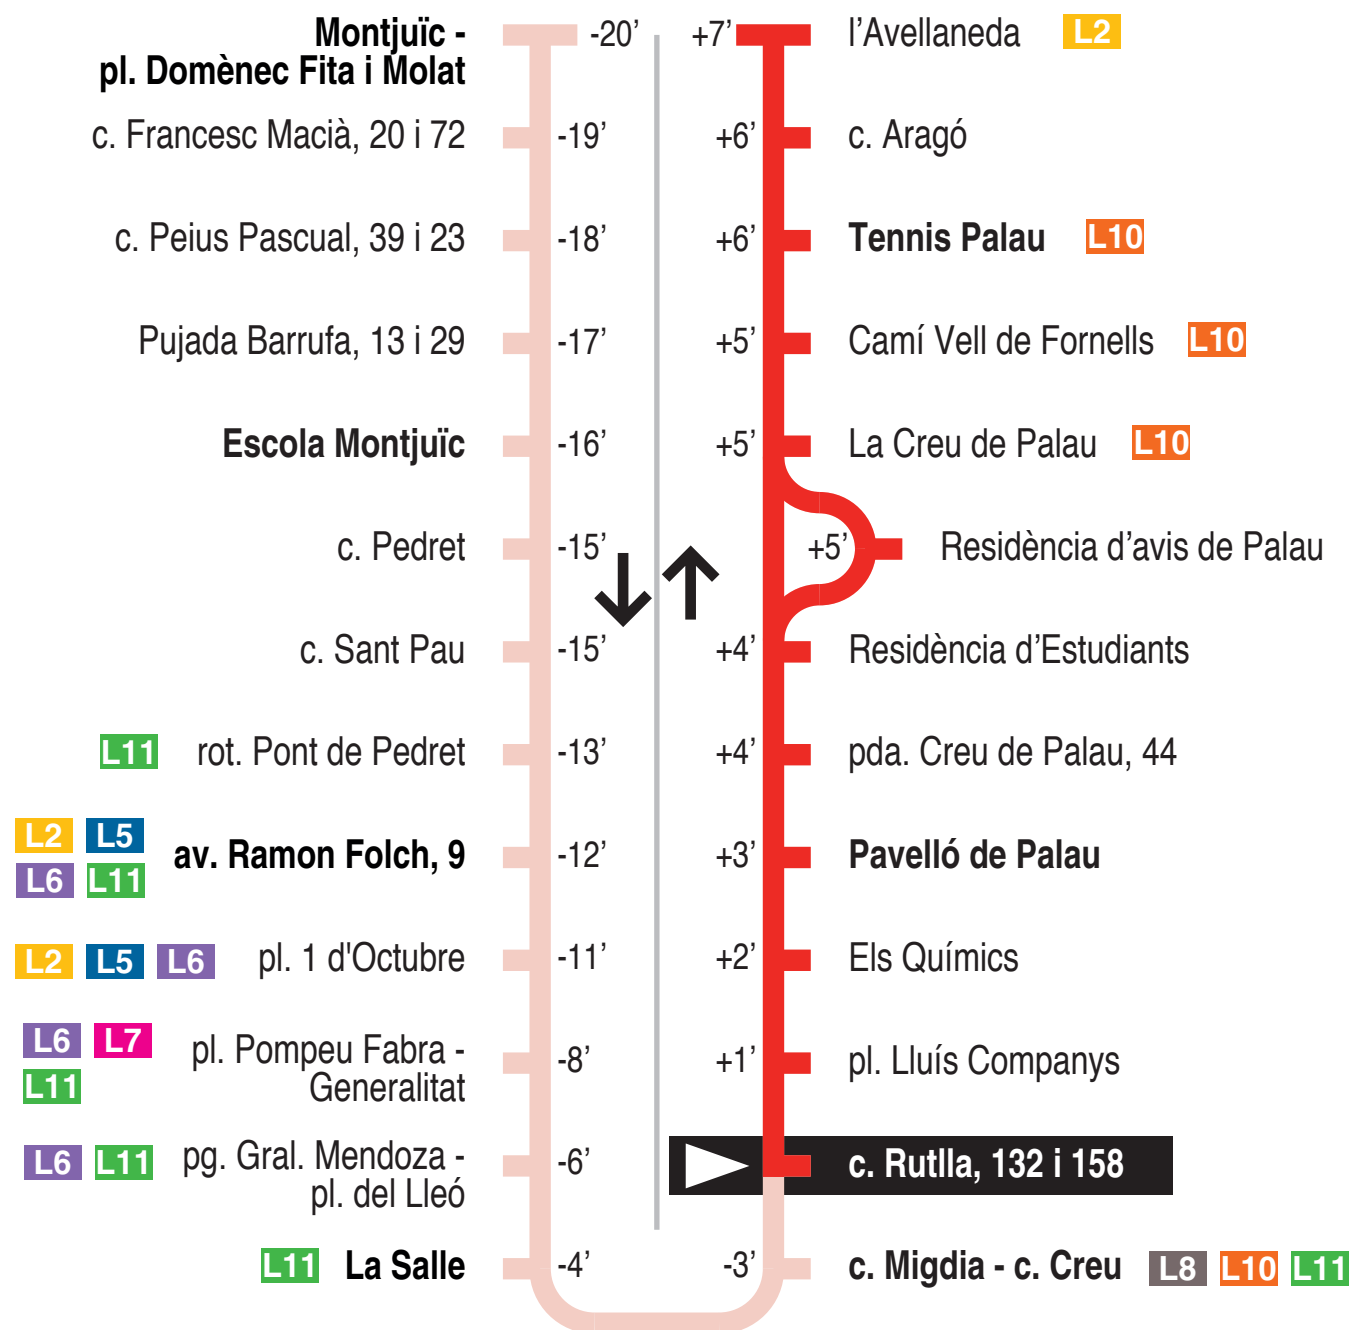 Montjuïc -
pl. Domènec Fita i Molat
-20’
c. Francesc Macià, 20 i 72
-19’
c. Peius Pascual, 39 i 23
-18’
Pujada Barrufa, 13 i 29
-17’
Escola Montjuïc
-16’
c. Pedret
-15’
c. Sant Pau
-15’
L11 rot. Pont de Pedret
-13’
L2 L5
L6 L11
av. Ramon Folch, 9
-12’
L2 L5 L6 pl. 1 d'Octubre
-11’
L6 L7
L11
pl. Pompeu Fabra -
Generalitat
-8’
L6 L11 pg. Gral. Mendoza -
pl. del Lleó
-6’
L11 La Salle
-4’
+7’ l’Avellaneda L2
+6’ c. Aragó
+6’ Tennis Palau L10
+5’ Camí Vell de Fornells L10
+5’ La Creu de Palau L10
+5’ Residència d’avis de Palau
+4’ Residència d’Estudiants
+4’ pda. Creu de Palau, 44
+3’ Pavelló de Palau
+2’ Els Químics
+1’ pl. Lluís Companys
c. Rutlla, 132 i 158
-3’ c. Migdia - c. Creu L8 L10 L11